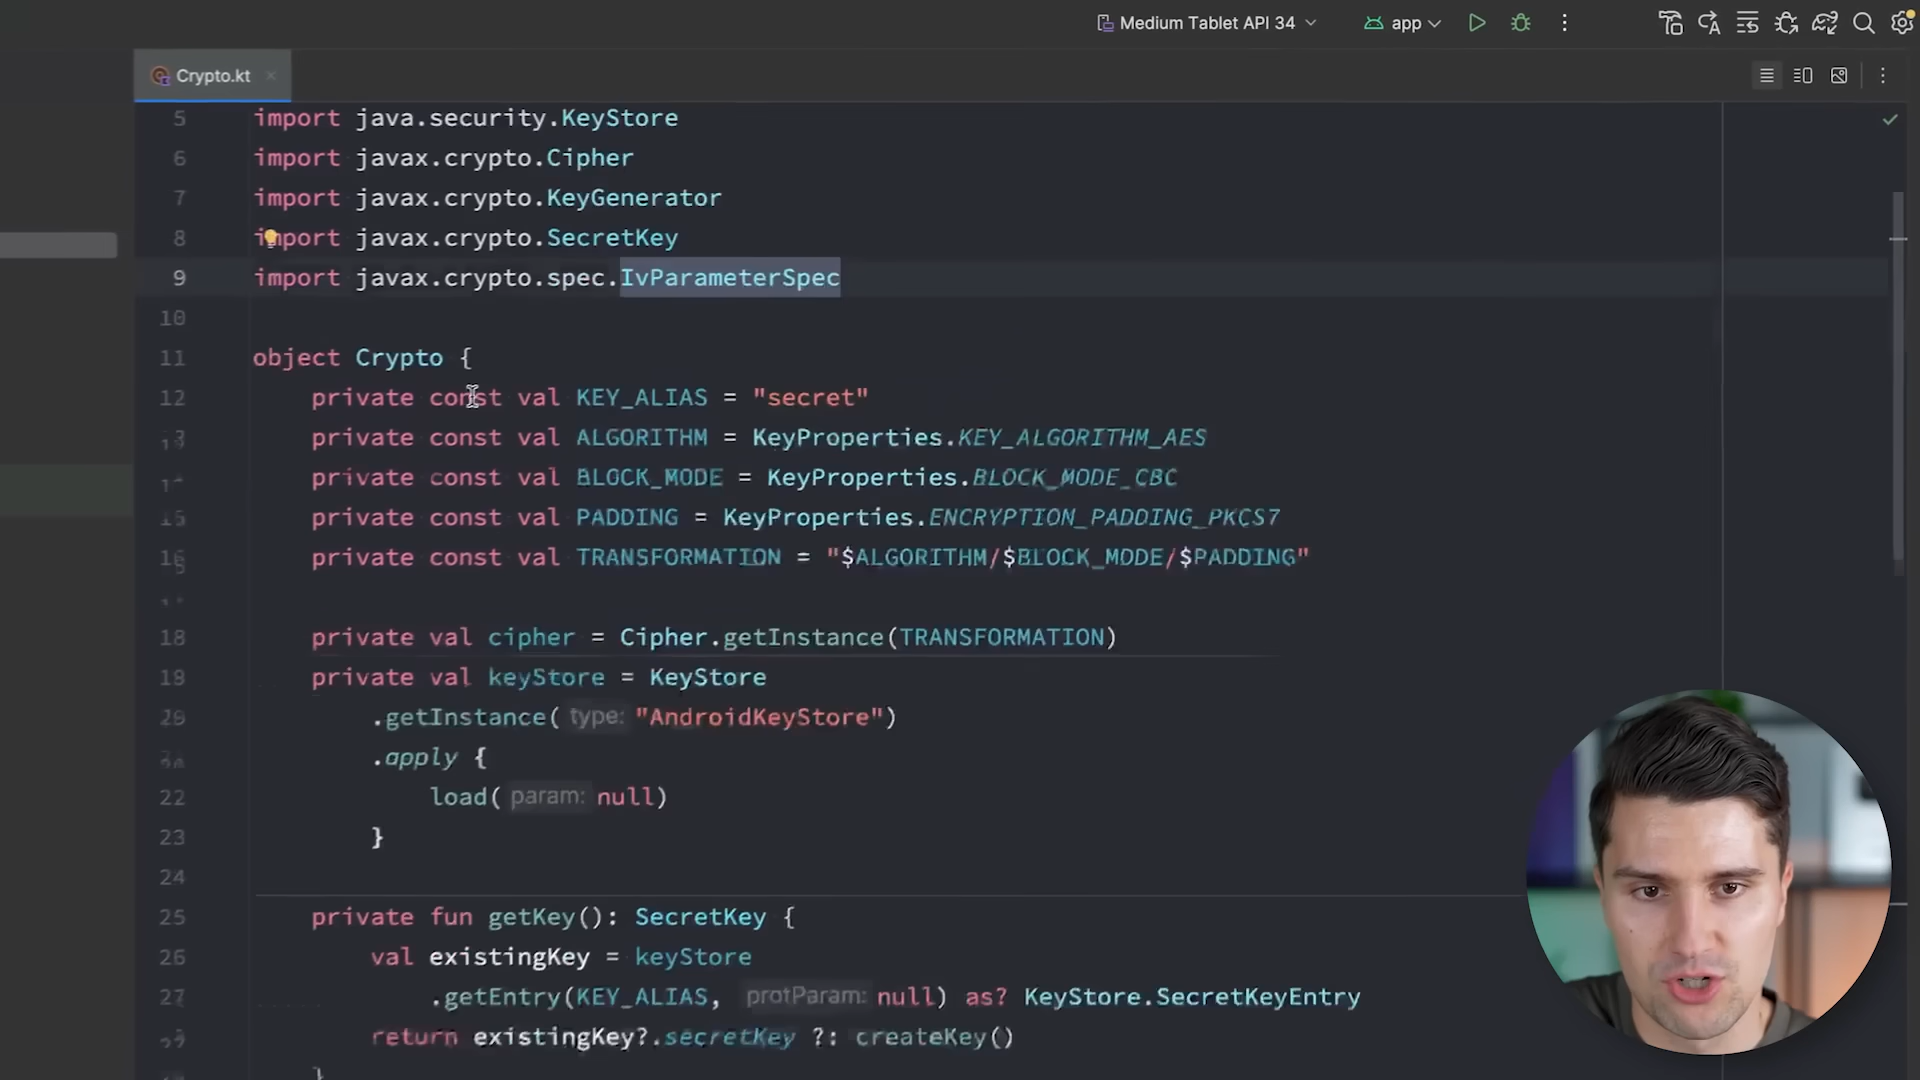 Medium Tablet API 34
app
Crypto.kt
5 import java.security.KeyStore
6 import javax.crypto.Cipher
7 import javax.crypto.KeyGenerator
8 import javax.crypto.SecretKey
9 import javax.crypto.spec.IvParameterSpec
10
11 object Crypto {
12 private const val KEY_ALIAS = "secret"
13 private const val ALGORITHM = KeyProperties.KEY_ALGORITHM_AES
private const val BLOCK_MODE = KeyProperties.BLOCK_MODE_CBC
15 private const val PADDING = KeyProperties.ENCRYPTION_PADDING_PKCS7
16 private const val TRANSFORMATION = "$ALGORITHM/$BLOCK_MODE/$PADDING"
18 private val cipher = Cipher.getInstance(TRANSFORMATION)
19 private val keyStore = KeyStore
20 .getInstance( type: "AndroidKeyStore")
.apply {
22 load( param: null)
23 }
24
25 private fun getKey(): SecretKey {
26 val existingKey = keyStore
27 .getEntry(KEY_ALIAS, protParam: null) as? KeyStore.SecretKeyEntry
return existingKey?.secretKey ?: createKey()
}